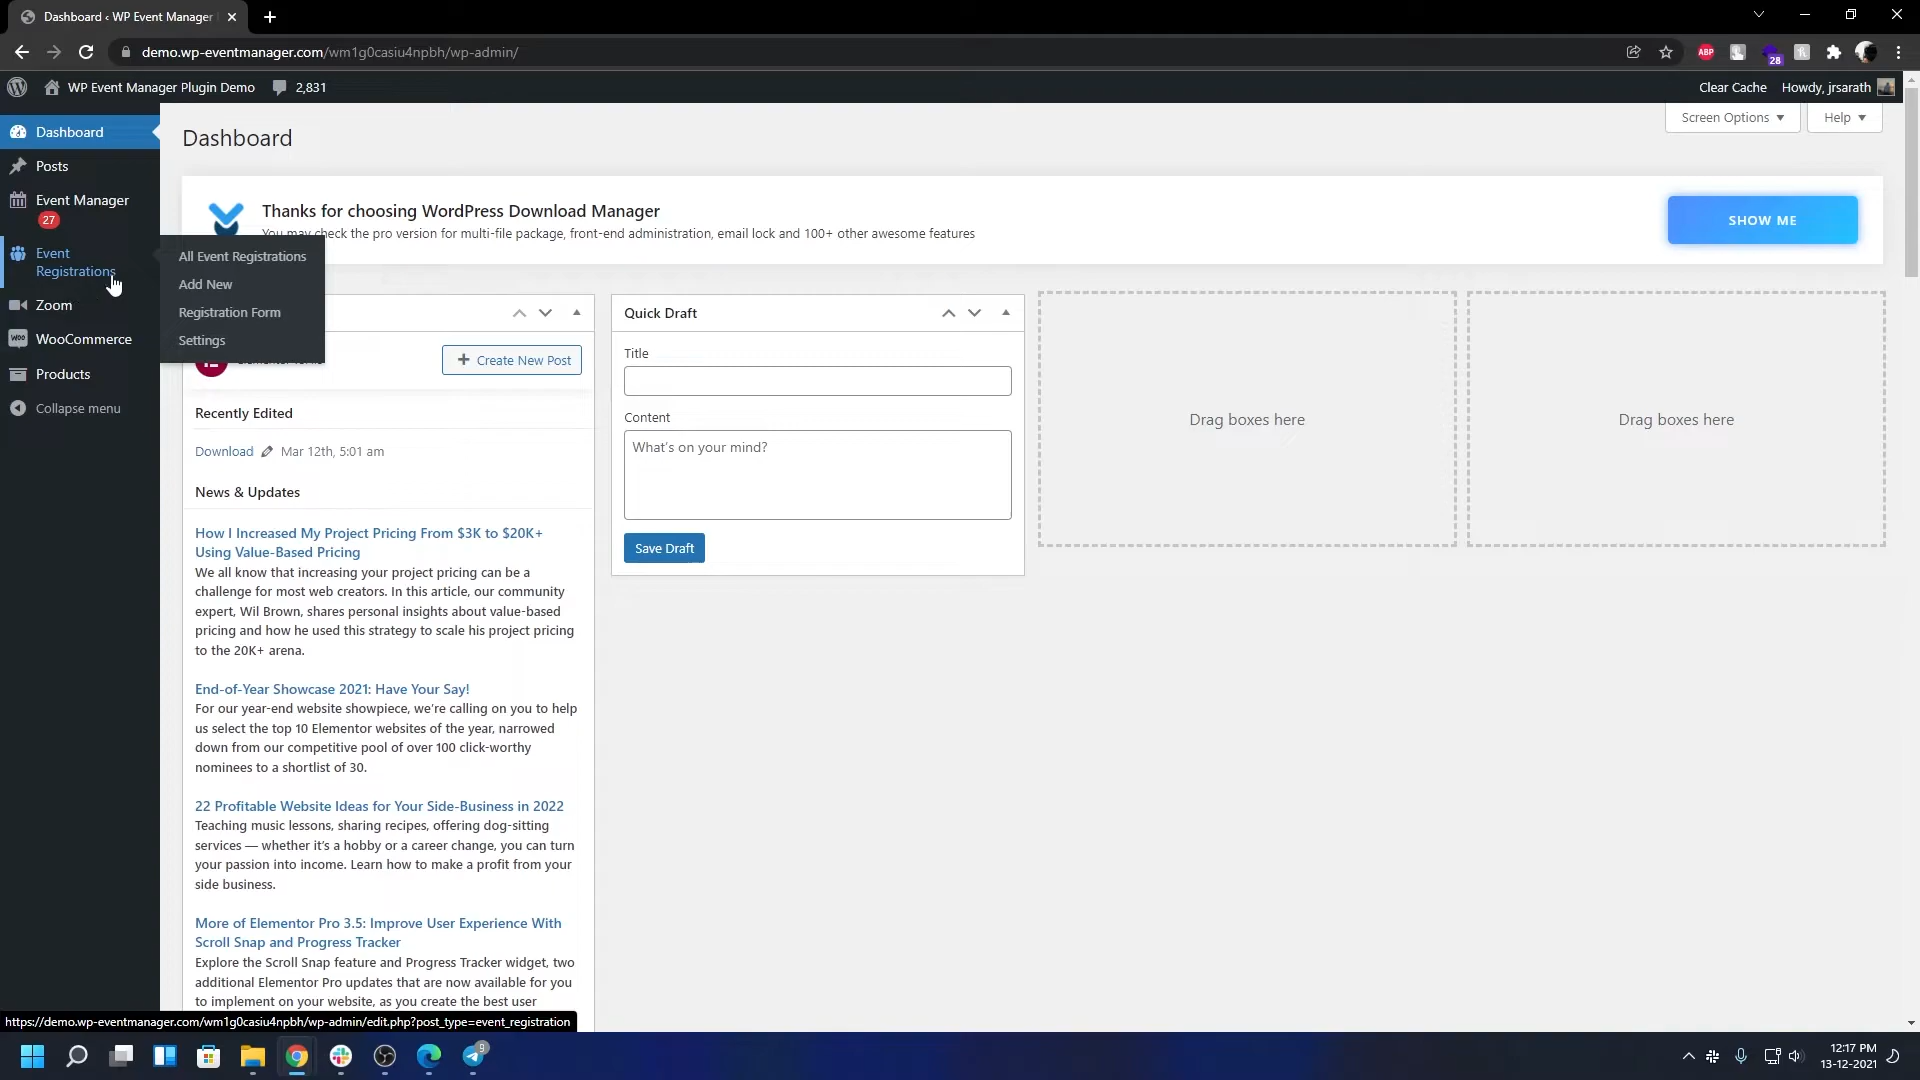 Dashboard ‹ WP Event Manager
demo.wp-eventmanager.com/wm1g0casiu4npbh/wp-admin/
ABP
28
WP Event Manager Plugin Demo
2,831
Clear Cache
Howdy, jrsarath
Dashboard
Posts
Event Manager
27
Event
Registrations
Zoom
WooCommerce
Products
Collapse menu
All Event Registrations
Add New
Registration Form
Settings
Dashboard
Screen Options
Help
Thanks for choosing WordPress Download Manager
You may check the pro version for multi-file package, front-end administration, email lock and 100+ other awesome features
SHOW ME
Create New Post
Recently Edited
Download Mar 12th, 5:01 am
News & Updates
How I Increased My Project Pricing From $3K to $20K+
Using Value-Based Pricing
We all know that increasing your project pricing can be a
challenge for most web creators. In this article, our community
expert, Wil Brown, shares personal insights about value-based
pricing and how he used this strategy to scale his project pricing
to the 20K+ arena.
End-of-Year Showcase 2021: Have Your Say!
For our year-end website showpiece, we're calling on you to help
us select the top 10 Elementor websites of the year, narrowed
down from our competitive pool of over 100 click-worthy
nominees to a shortlist of 30.
22 Profitable Website Ideas for Your Side-Business in 2022
Teaching music lessons, sharing recipes, offering dog-sitting
services — whether it's a hobby or a career change, you can turn
your passion into income. Learn how to make a profit from your
side business.
More of Elementor Pro 3.5: Improve User Experience With
Scroll Snap and Progress Tracker
Explore the Scroll Snap feature and Progress Tracker widget, two
additional Elementor Pro updates that are now available for you
to implement on your website, as you create the best user
Quick Draft
Title
Content
What's on your mind?
Save Draft
Drag boxes here
Drag boxes here
https://demo.wp-eventmanager.com/wm1g0casiu4npbh/wp-admin/edit.php?post_type=event_registration
9
12:17 PM
13-12-2021